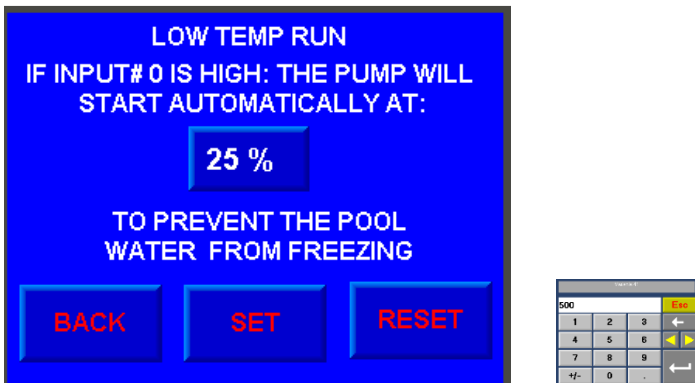 LOW TEMP RUN
IF INPUT# 0 IS HIGH: THE PUMP WILL
START AUTOMATICALLY AT:
25 %
TO PREVENT THE POOL
WATER FROM FREEZING
BACK SET RESET
500 Esc
1 2 3
4 5 6
7 8 9
+/- 0 .